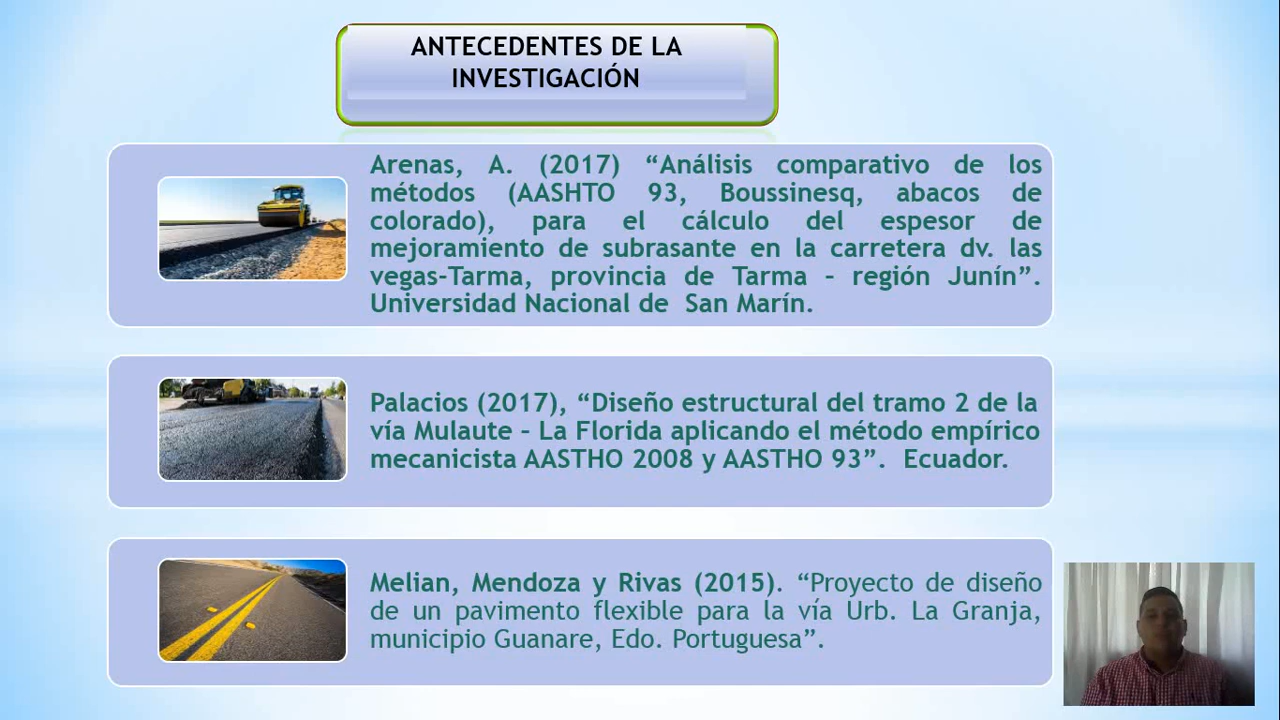 ANTECEDENTES DE LA
INVESTIGACIÓN
Arenas, A. (2017) “Análisis comparativo de los
métodos (AASHTO 93, Boussinesq, abacos de
colorado), para el cálculo del espesor de
mejoramiento de subrasante en la carretera dv. las
vegas-Tarma, provincia de Tarma – región Junín”.
Universidad Nacional de San Marín.
Palacios (2017), “Diseño estructural del tramo 2 de la
vía Mulaute – La Florida aplicando el método empírico
mecanicista AASTHO 2008 y AASTHO 93”. Ecuador.
Melian, Mendoza y Rivas (2015). “Proyecto de diseño
de un pavimento flexible para la vía Urb. La Granja,
municipio Guanare, Edo. Portuguesa”.